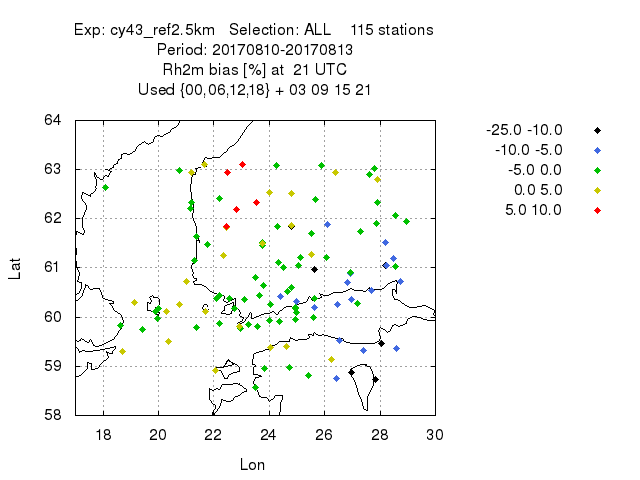 Exp: cy43_ref2.5km   Selection: ALL    115 stations
Period: 20170810-20170813
Rh2m bias [%] at  21 UTC
Used {00,06,12,18} + 03 09 15 21
64
63
62
61
60
59
58
Lat
18 20 22 24 26 28 30
Lon
-25.0 -10.0
-10.0 -5.0
-5.0 0.0
0.0 5.0
5.0 10.0